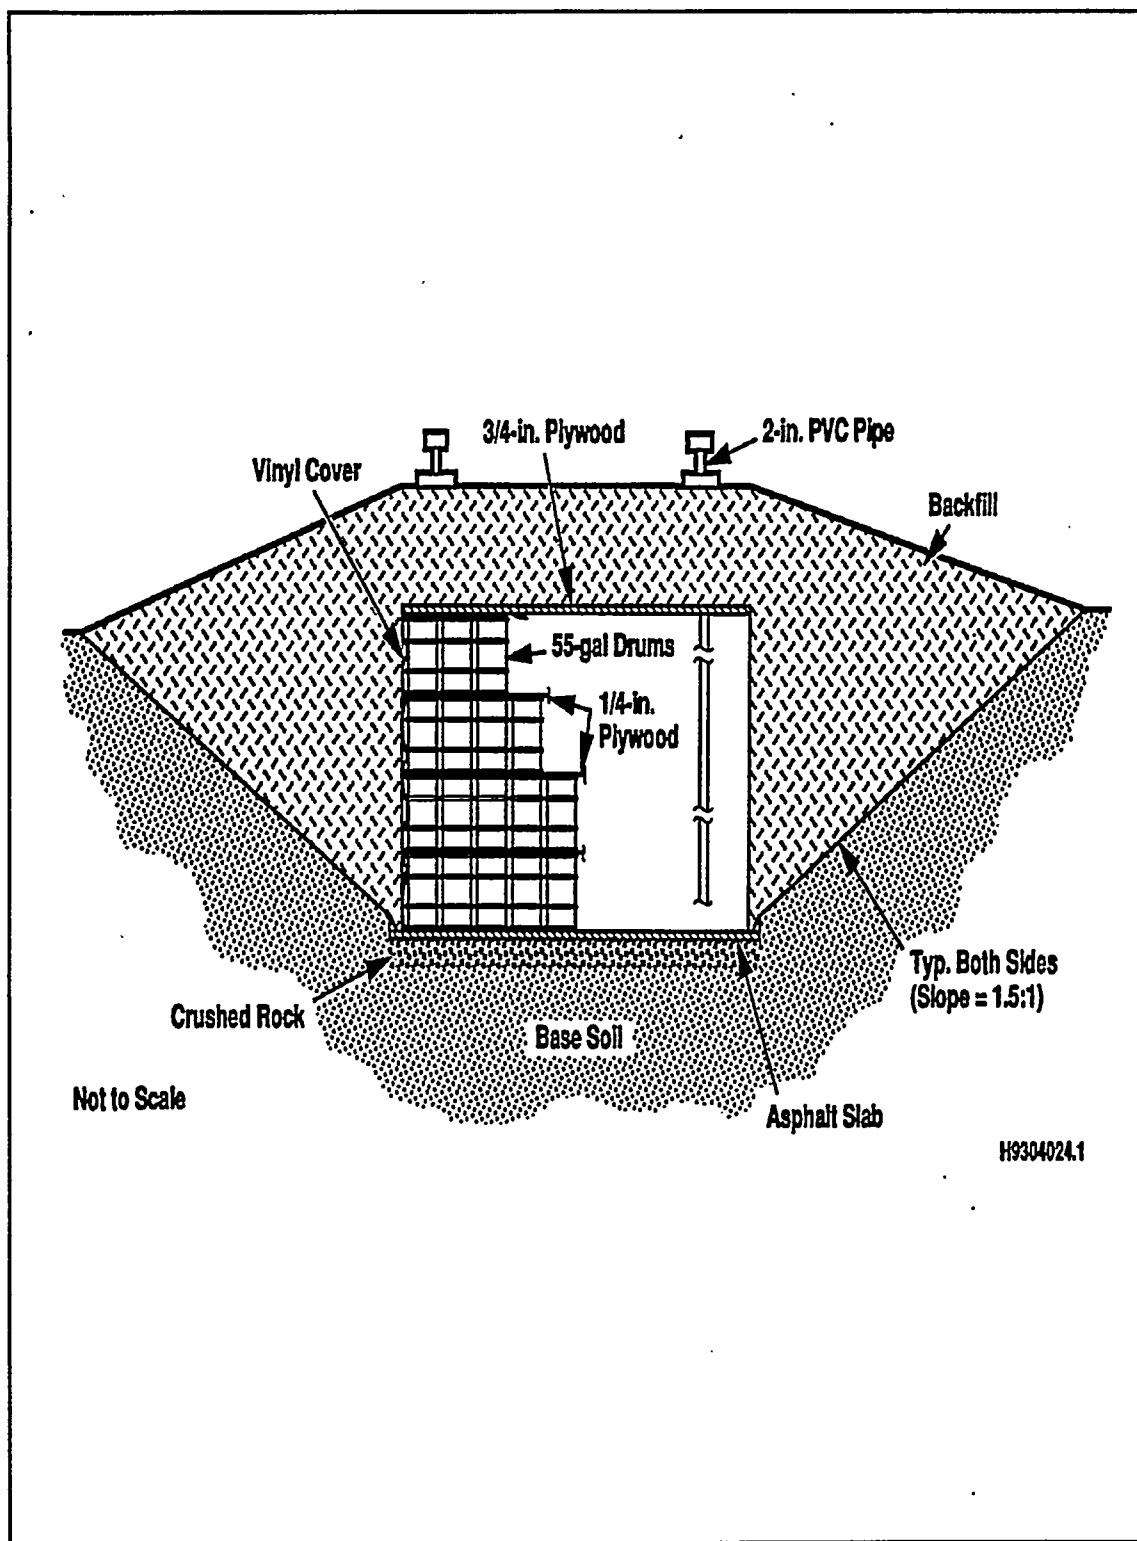 3/4-in. Plywood
2-in. PVC Pipe
Vinyl Cover
Backfill
55-gal Drums
1/4-in.
Plywood
Typ. Both Sides
(Slope = 1.5:1)
Crushed Rock
Base Soil
Not to Scale
Asphalt Slab
H9304024.1